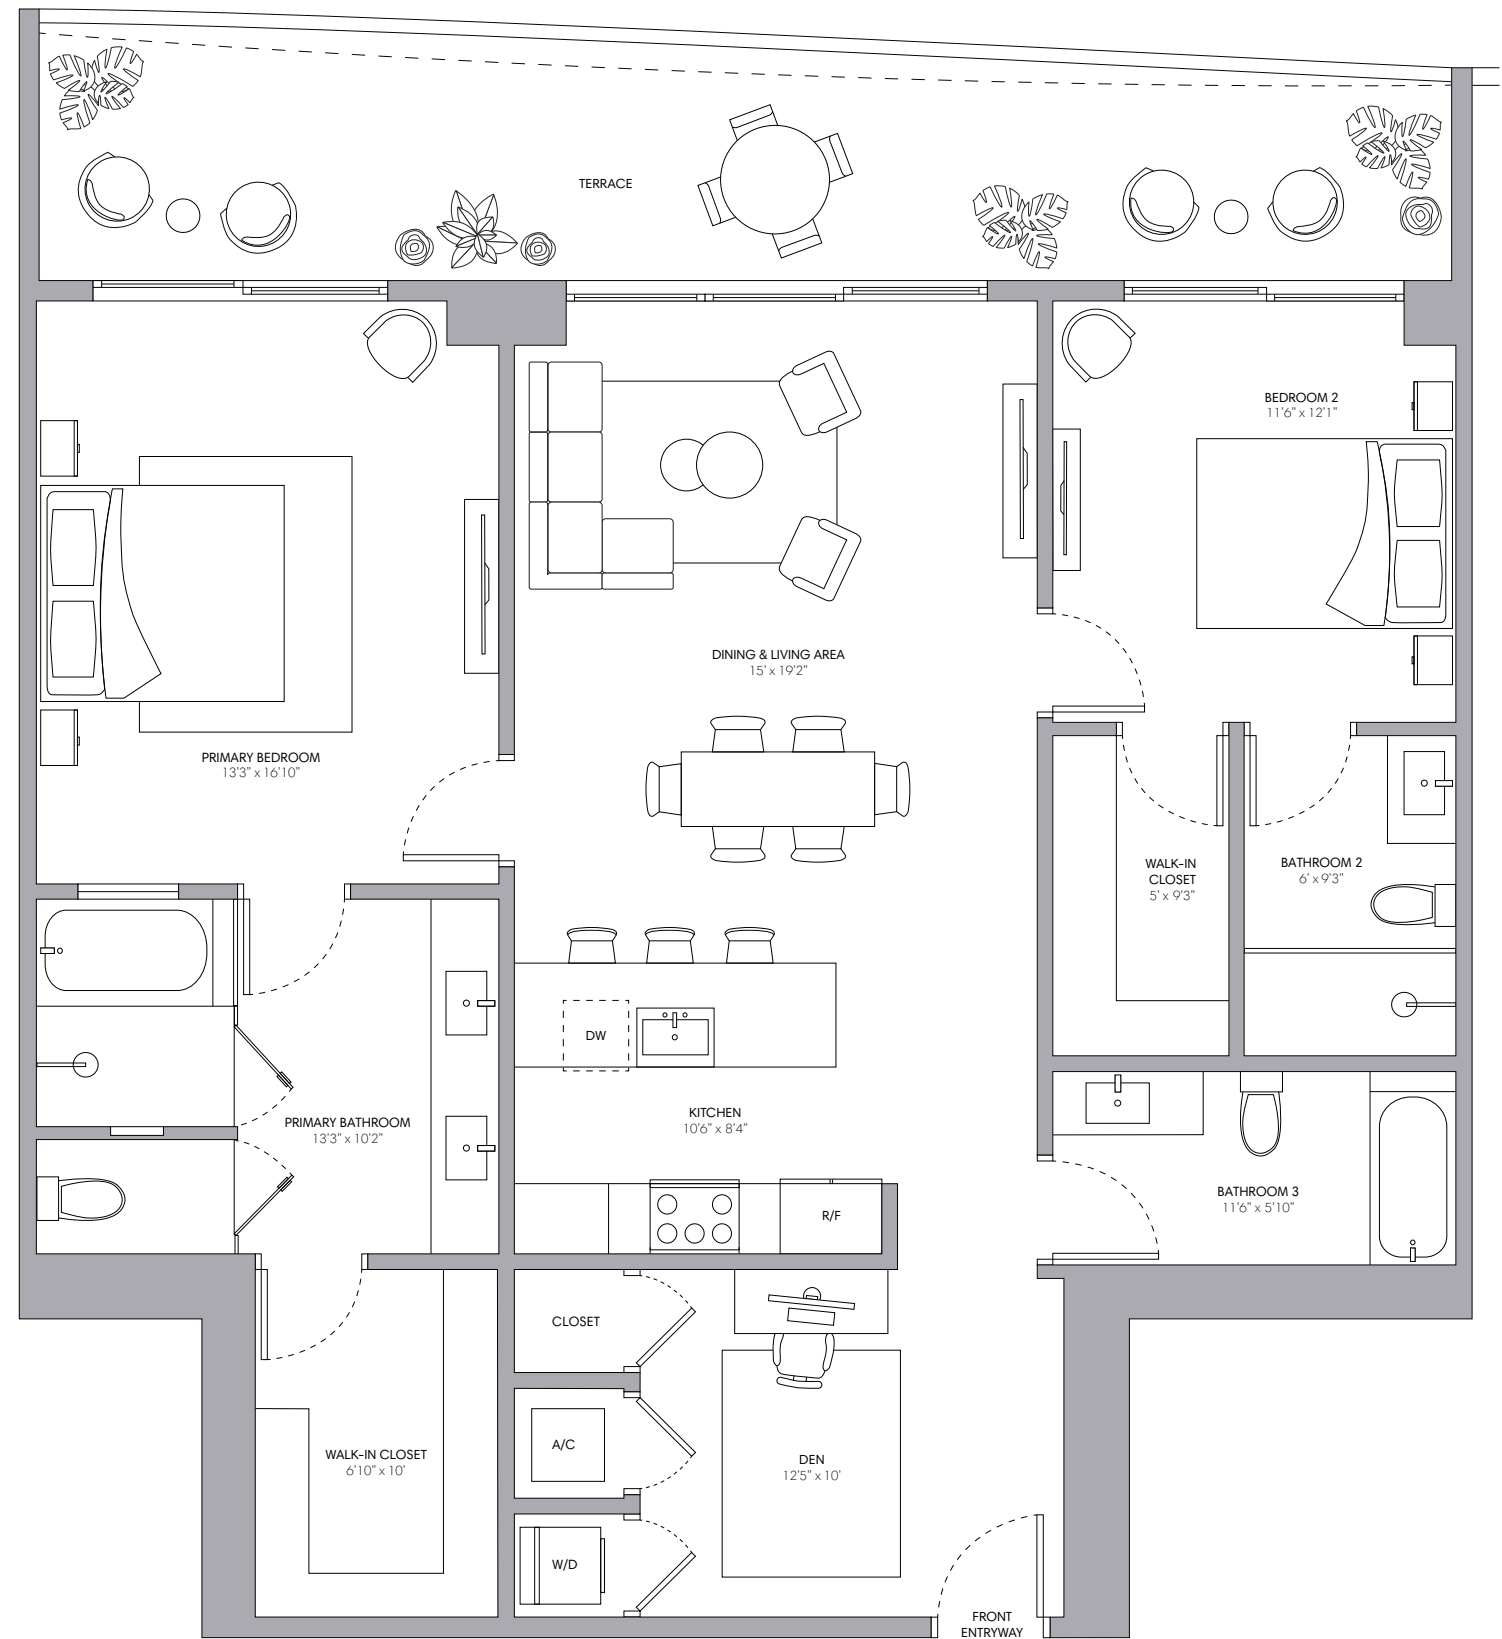 TERRACE
BEDROOM 2
11'6" x 12'1"
DINING & LIVING AREA
15' x 19'2"
PRIMARY BEDROOM
13'3" x 16'10"
WALK-IN
CLOSET
5' x 9'3"
BATHROOM 2
6' x 9'3"
DW
KITCHEN
10'6" x 8'4"
PRIMARY BATHROOM
13'3" x 10'2"
R/F
BATHROOM 3
11'6" x 5'10"
CLOSET
A/C
WALK-IN CLOSET
6'10" x 10'
DEN
12'5" x 10'
W/D
FRONT
ENTRYWAY